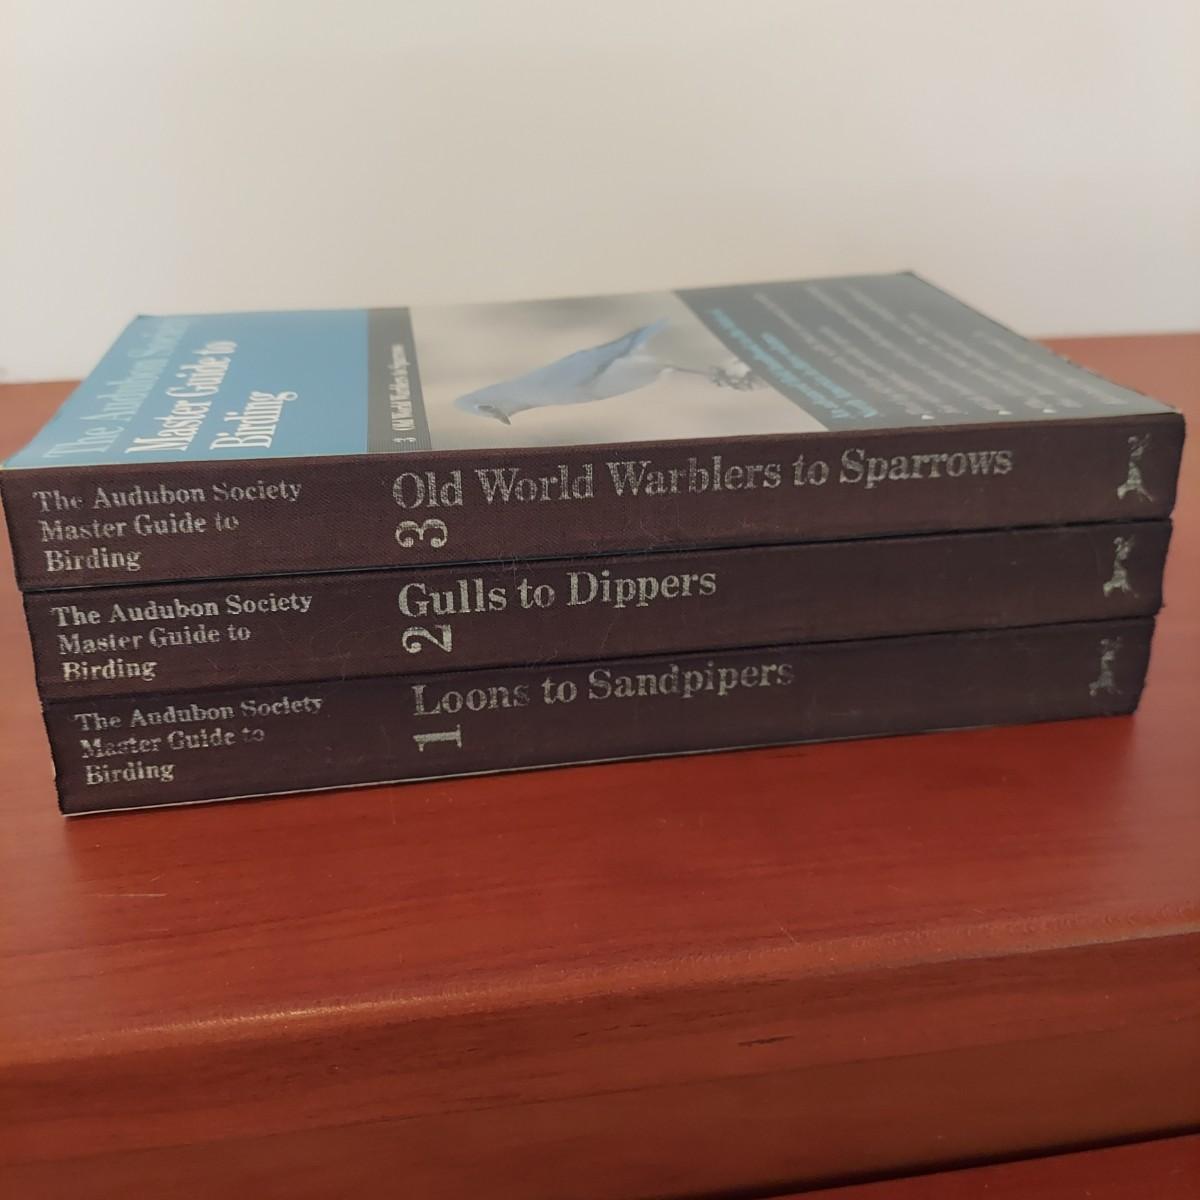 The Audubon Society
Master Guide to
Birding
3 Old World Warblers to Sparrows
The Audubon Society
Master Guide to
Birding
Old World Warblers to Sparrows
3
The Audubon Society
Master Guide to
Birding
Gulls to Dippers
2
The Audubon Society
Master Guide to
Birding
Loons to Sandpipers
1